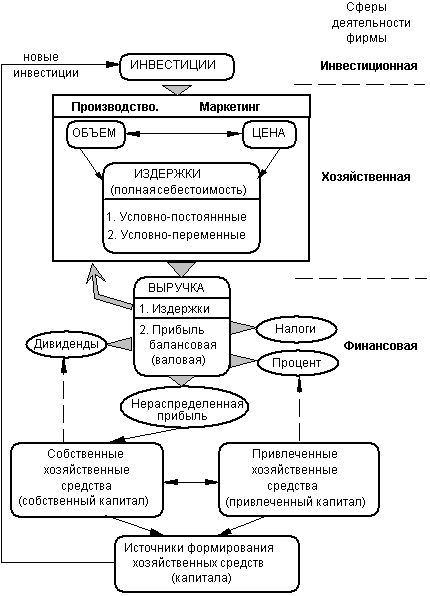 Сферы
деятельности
фирмы
новые
инвестиции
ИНВЕСТИЦИИ
Инвестиционная
Производство. Маркетинг
ОБЪЕМ
ЦЕНА
ИЗДЕРЖКИ
(полная себестоимость)
1. Условно-постояннные
2. Условно-переменные
Хозяйственная
ВЫРУЧКА
1. Издержки
2. Прибыль
балансовая
(валовая)
Дивиденды
Налоги
Процент
Финансовая
Нераспределенная
прибыль
Собственные
хозяйственные
средства
(собственный капитал)
Привлеченные
хозяйственные
средства
(привлеченный капитал)
Источники формирования
хозяйственных средств
(капитала)